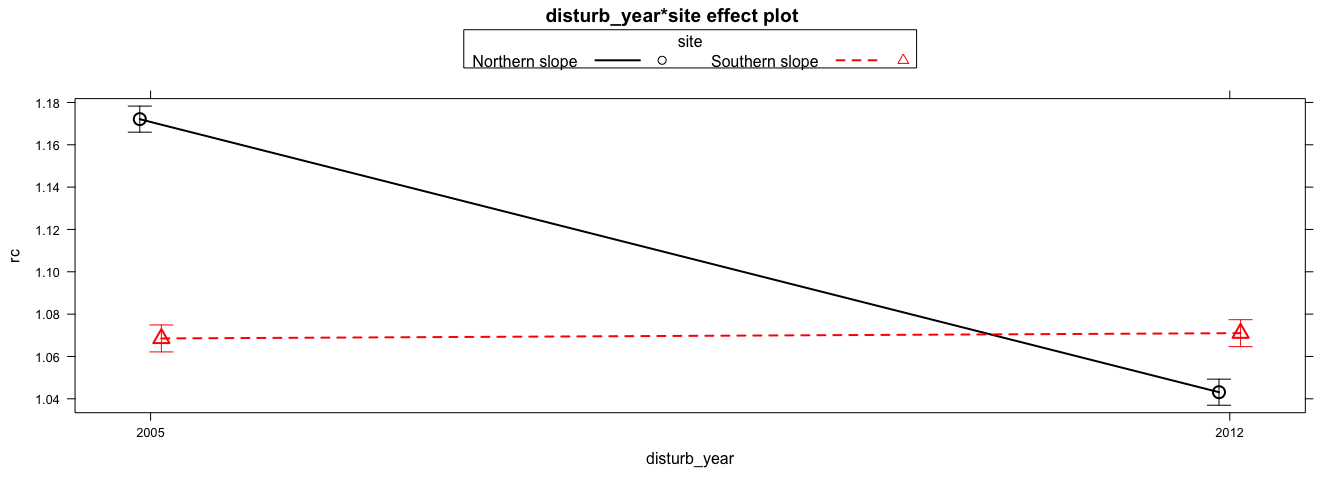 disturb_year*site effect plot
site
Northern slope Southern slope
1.18
1.16
1.14
1.12
1.10
1.08
1.06
1.04
rc
2005 2012
disturb_year